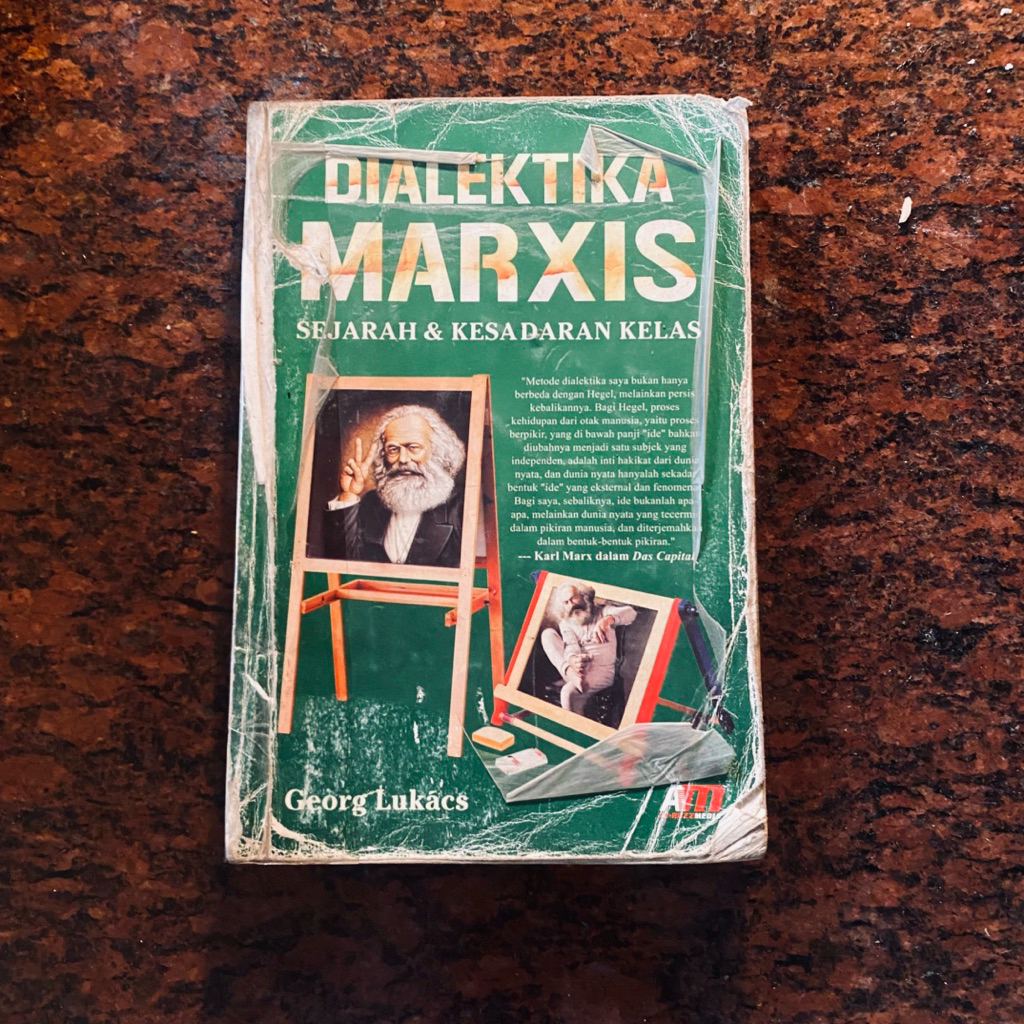 DIALEKTIKA
MARXIS
SEJARAH & KESADARAN KELAS
"Metode dialektika saya bukan hanya
berbeda dengan Hegel, melainkan persis
kebalikannya. Bagi Hegel, proses
kehidupan dari otak manusia, yaitu proses
berpikir, yang di bawah panji "ide" bahkan
diubahnya menjadi satu subjek yang
independen, adalah inti hakikat dari dunia
nyata, dan dunia nyata hanyalah sekadar
bentuk "ide" yang eksternal dan fenomena
Bagi saya, sebaliknya, ide bukanlah apa-
apa, melainkan dunia nyata yang
dalam pikiran manusia, dan diterjemahkan
dalam bentuk-bentuk pikiran."
--- Karl Marx dalam Das Capital
Georg Lukács
AM